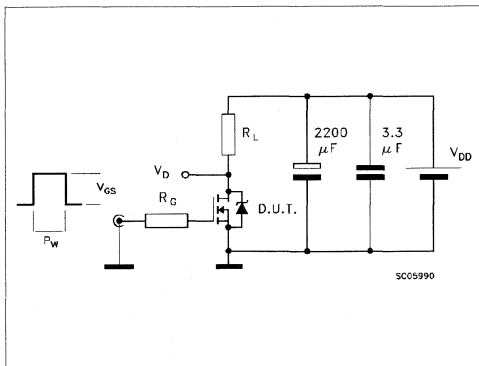 R_L
2200
μF
3.3
μF
V_DD
V_D
V_GS
R_G
D.U.T.
P_W
SC05990